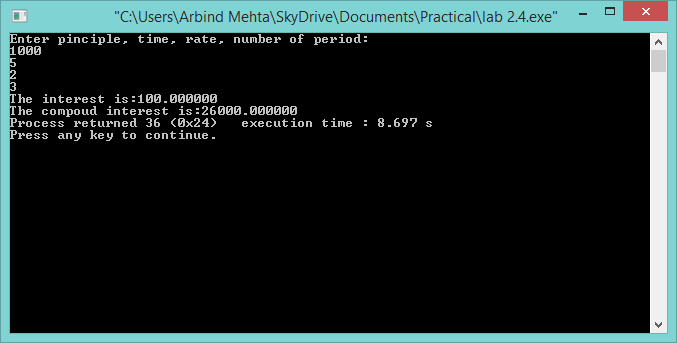 "C:\Users\Arbind Mehta\SkyDrive\Documents\Practical\lab 2.4.exe"
Enter pinciple, time, rate, number of period:
1000
5
2
3
The interest is:100.000000
The compoud interest is:26000.000000
Process returned 36 (0x24)   execution time : 8.697 s
Press any key to continue.